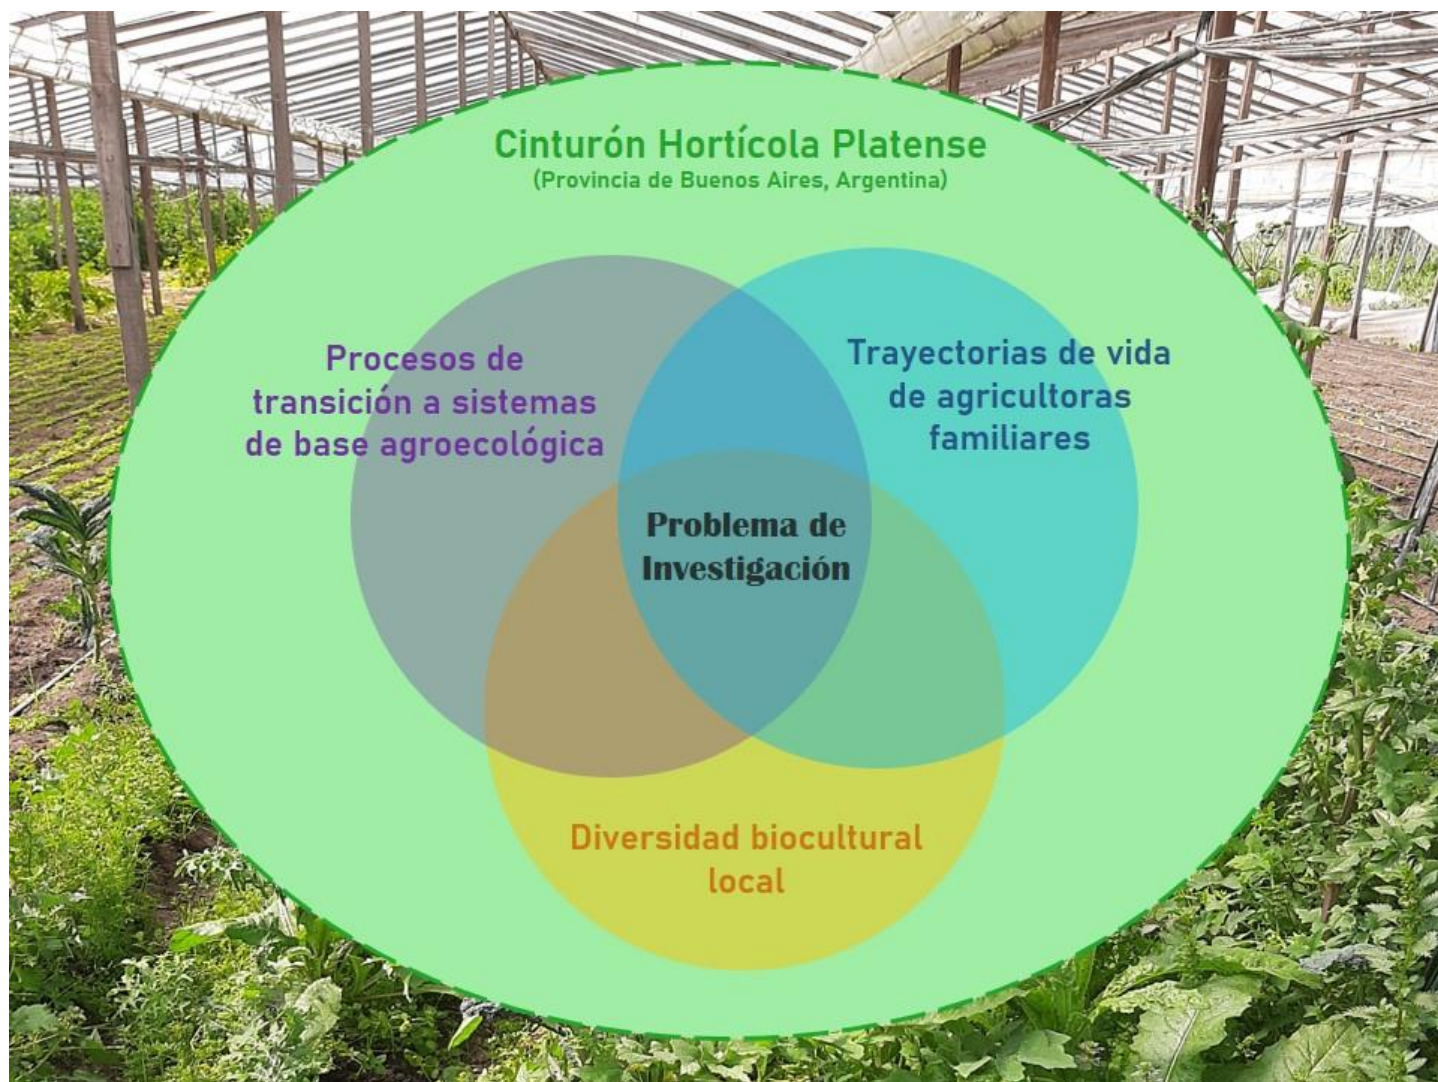 Cinturón Hortícola Platense
(Provincia de Buenos Aires, Argentina)
Procesos de
transición a sistemas
de base agroecológica
Trayectorias de vida
de agricultoras
familiares
Problema de
Investigación
Diversidad biocultural
local